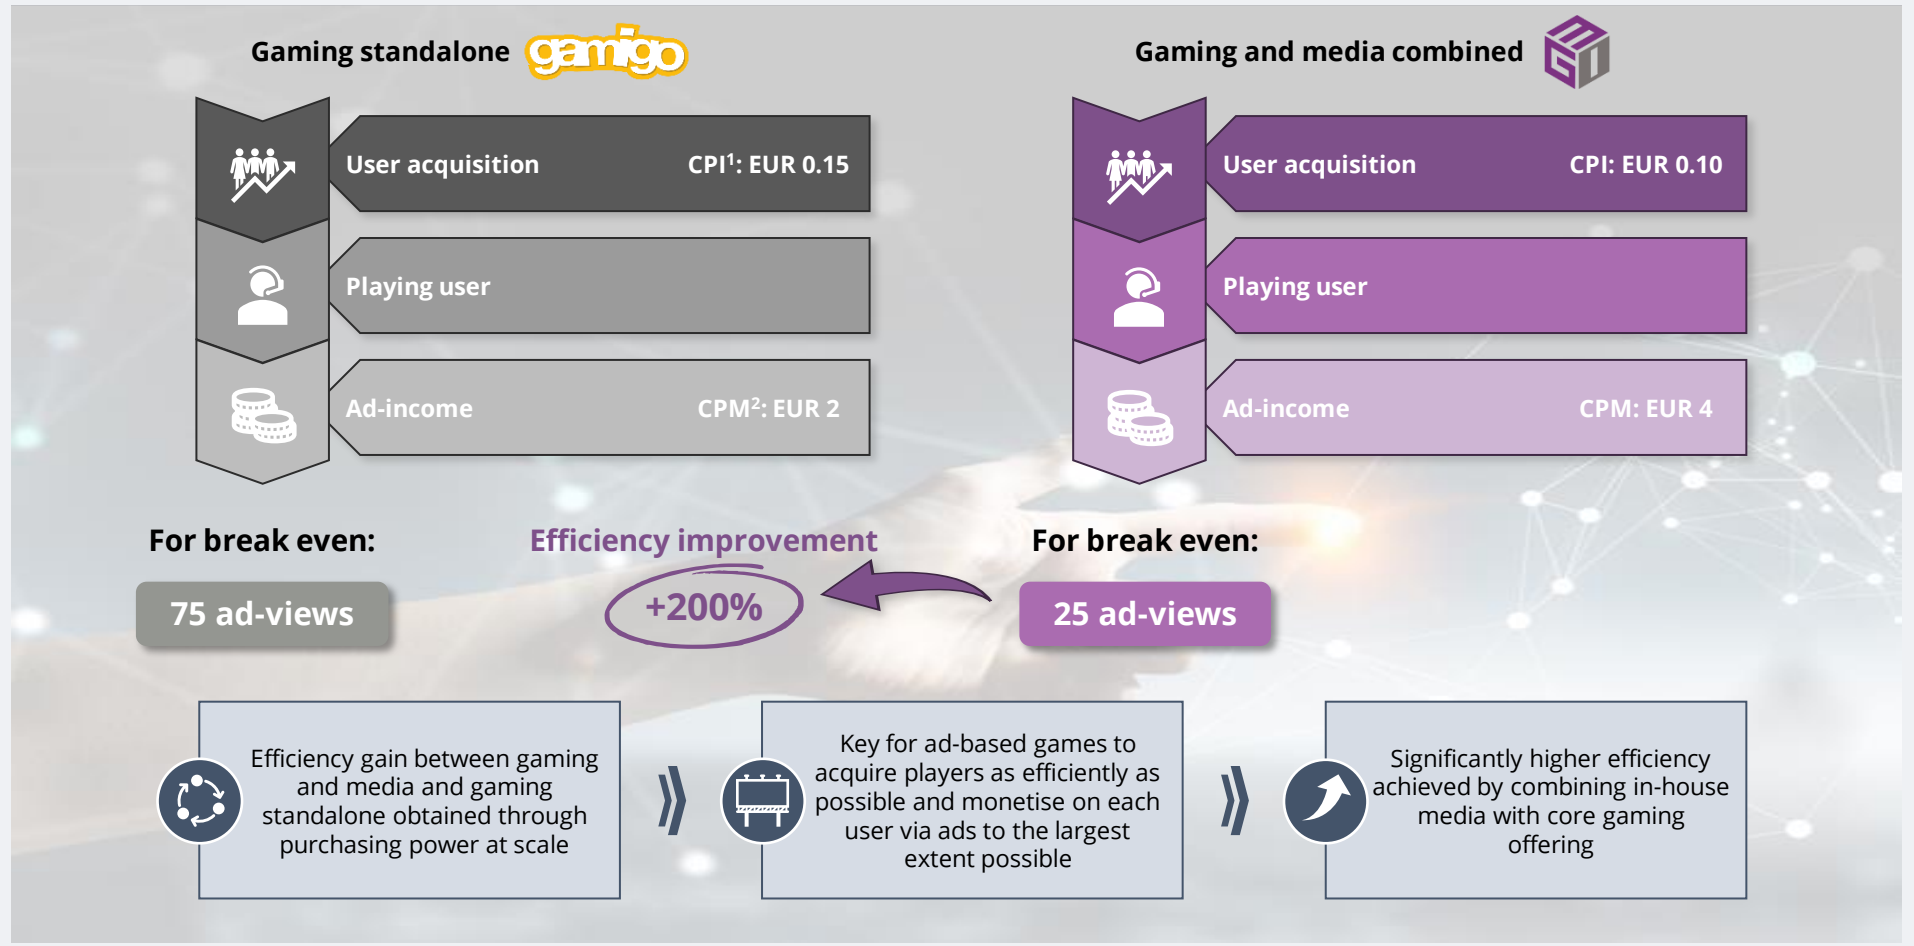 Gaming standalone gamigo
User acquisition CPI¹: EUR 0.15
Playing user
Ad-income CPM²: EUR 2
For break even:
75 ad-views
Efficiency improvement
+200%
Gaming and media combined MGI
User acquisition CPI: EUR 0.10
Playing user
Ad-income CPM: EUR 4
For break even:
25 ad-views
Efficiency gain between gaming
and media and gaming
standalone obtained through
purchasing power at scale
Key for ad-based games to
acquire players as efficiently as
possible and monetise on each
user via ads to the largest
extent possible
Significantly higher efficiency
achieved by combining in-house
media with core gaming
offering